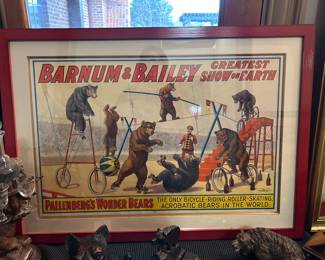 BARNUM & BAILEY GREATEST
SHOW ON EARTH
PALLENBERG'S WONDER BEARS
THE ONLY BICYCLE-RIDING, ROLLER-SKATING,
ACROBATIC BEARS IN THE WORLD.